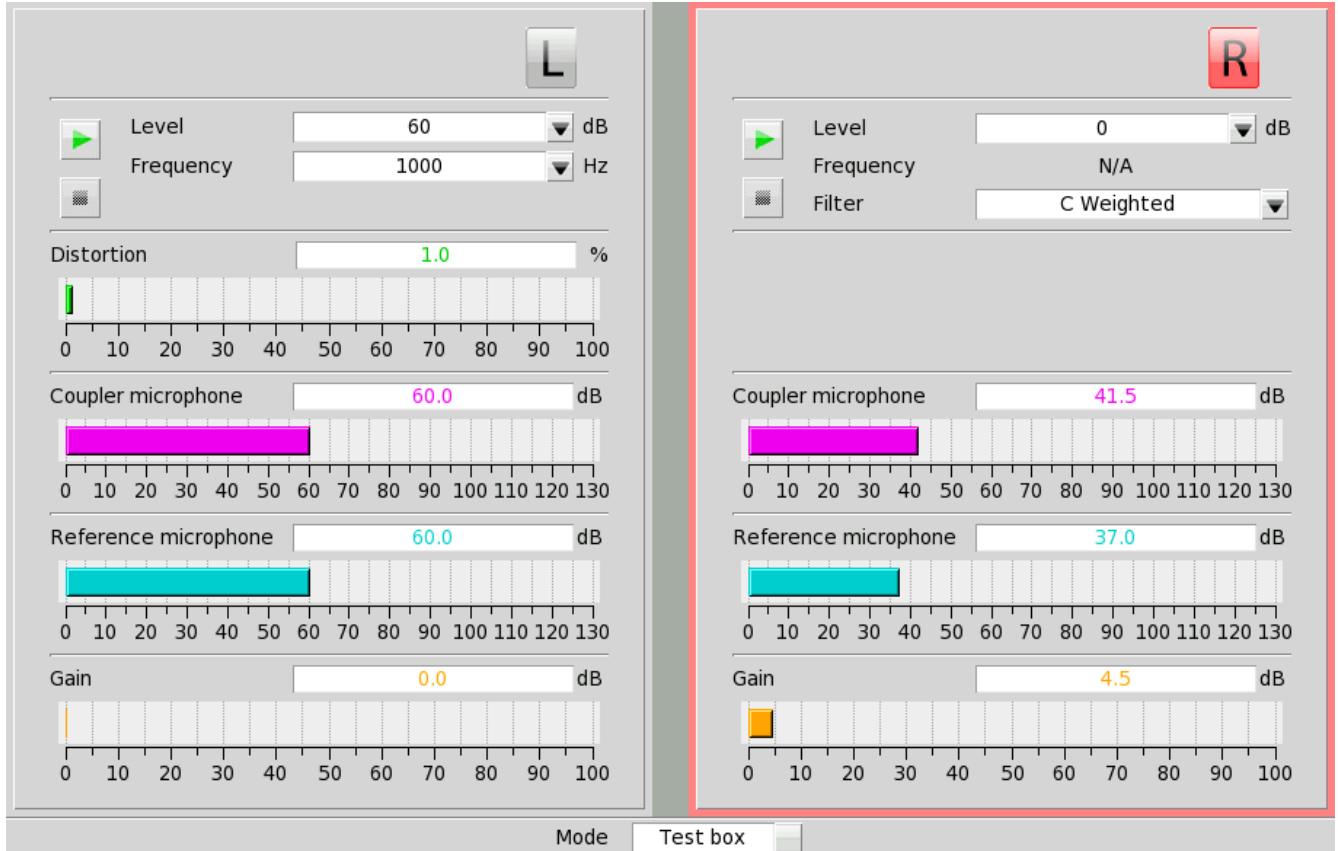 L
Level 60 dB
Frequency 1000 Hz
Distortion 1.0 %
0 10 20 30 40 50 60 70 80 90 100
Coupler microphone 60.0 dB
0 10 20 30 40 50 60 70 80 90 100 110 120 130
Reference microphone 60.0 dB
0 10 20 30 40 50 60 70 80 90 100 110 120 130
Gain 0.0 dB
0 10 20 30 40 50 60 70 80 90 100
R
Level 0 dB
Frequency N/A
Filter C Weighted
Coupler microphone 41.5 dB
0 10 20 30 40 50 60 70 80 90 100 110 120 130
Reference microphone 37.0 dB
0 10 20 30 40 50 60 70 80 90 100 110 120 130
Gain 4.5 dB
0 10 20 30 40 50 60 70 80 90 100
Mode Test box